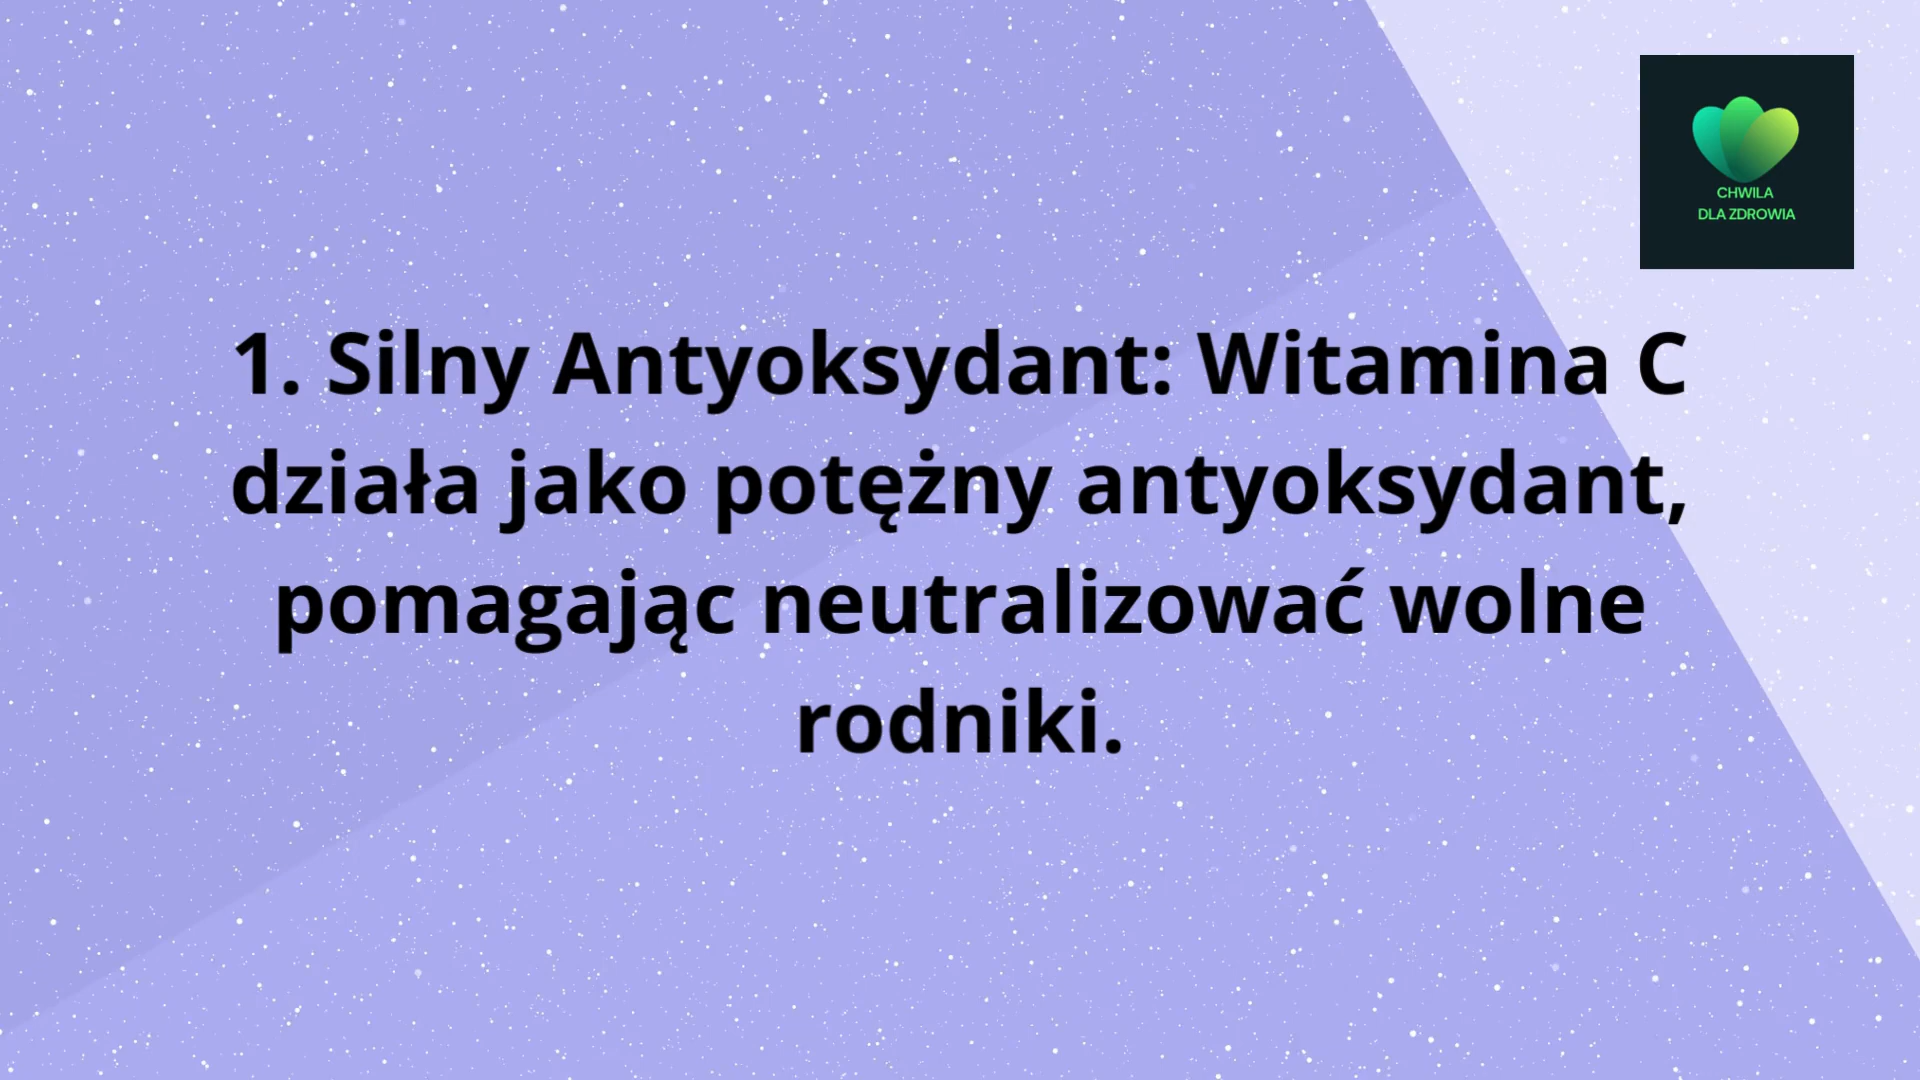 CHWILA
DLA ZDROWIA
1. Silny Antyoksydant: Witamina C
działa jako potężny antyoksydant,
pomagając neutralizować wolne
rodniki.